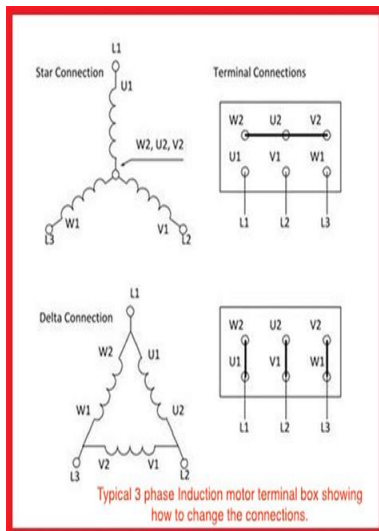 L1
Star Connection
Terminal Connections
U1
W2, U2, V2
W2 U2 V2
U1 V1 W1
W1
V1
L3
L2
L1 L2 L3
L1
Delta Connection
W2 U1
W2 U2 V2
U1 V1 W1
W1 U2
V2 V1
L3
L2
L1 L2 L3
Typical 3 phase Induction motor terminal box showing
how to change the connections.